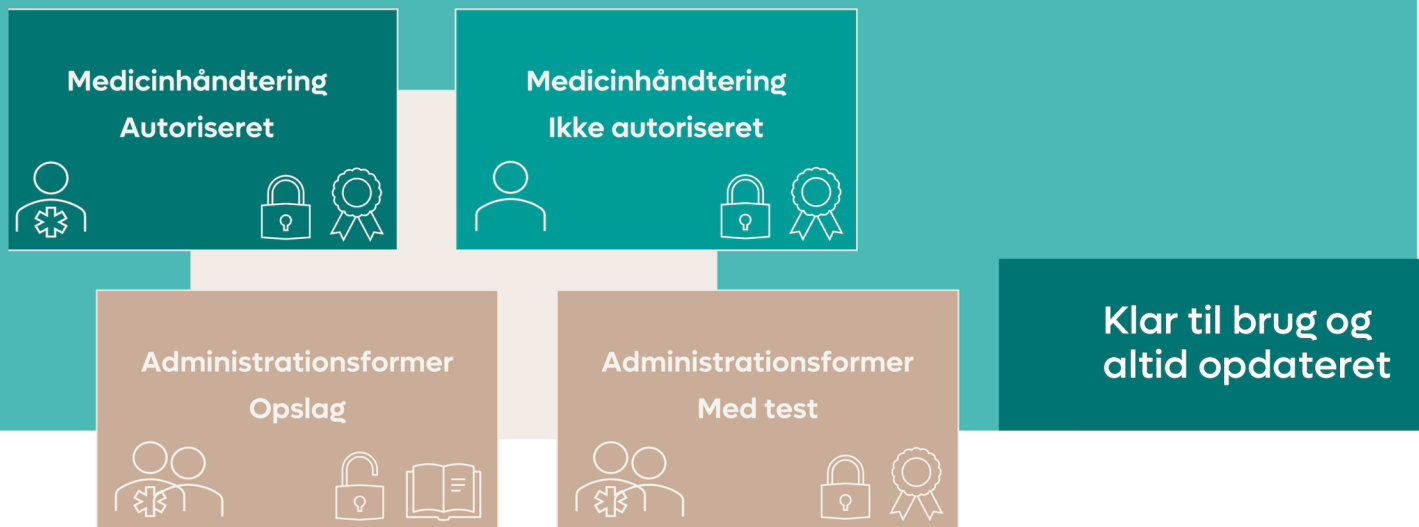 Medicinhåndtering
Autoriseret
Medicinhåndtering
Ikke autoriseret
Administrationsformer
Opslag
Administrationsformer
Med test
Klar til brug og
altid opdateret